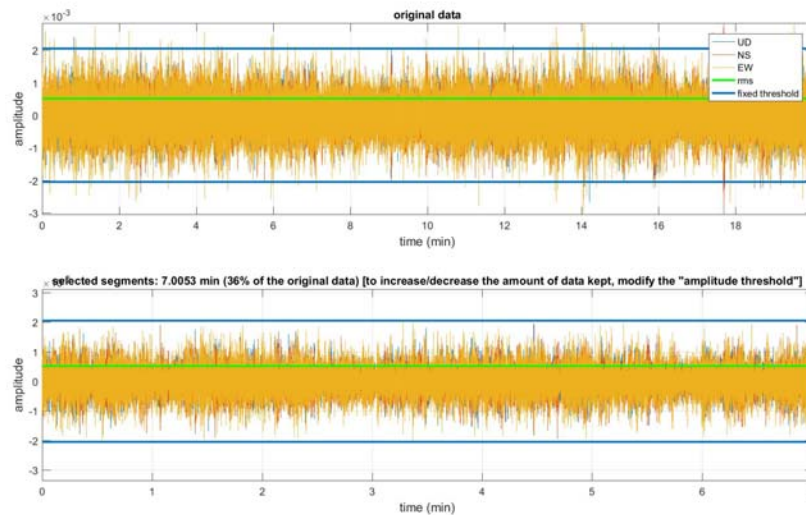 ×10-3
original data
UD
NS
EW
rms
fixed threshold
amplitude
2
1
0
-1
-2
-3
0 2 4 6 8 10 12 14 16 18
time (min)
selected segments: 7.0053 min (36% of the original data) [to increase/decrease the amount of data kept, modify the "amplitude threshold"]
amplitude
3
2
1
0
-1
-2
-3
0 1 2 3 4 5 6
time (min)